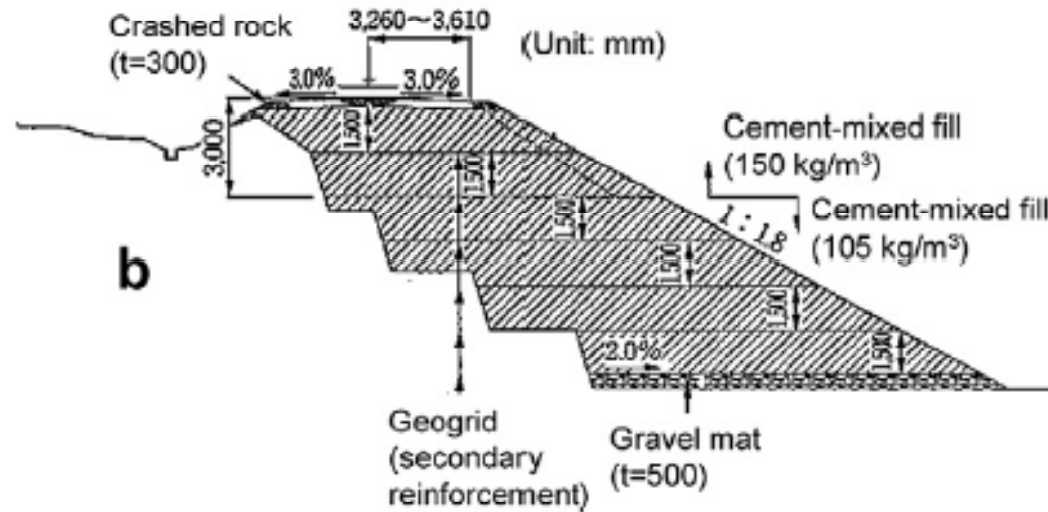 3,260～3,610
Crashed rock
(t=300)
(Unit: mm)
3.0%
3.0%
3,000
1,500
1,500
1,500
1,500
1,500
1,500
Cement-mixed fill
(150 kg/m³)
1:18
Cement-mixed fill
(105 kg/m³)
b
2.0%
Geogrid
(secondary
reinforcement)
Gravel mat
(t=500)